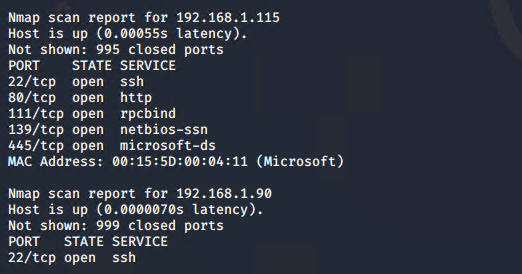 Nmap scan report for 192.168.1.115
Host is up (0.00055s latency).
Not shown: 995 closed ports
PORT    STATE SERVICE
22/tcp  open  ssh
80/tcp  open  http
111/tcp open  rpcbind
139/tcp open  netbios-ssn
445/tcp open  microsoft-ds
MAC Address: 00:15:5D:00:04:11 (Microsoft)

Nmap scan report for 192.168.1.90
Host is up (0.0000070s latency).
Not shown: 999 closed ports
PORT   STATE SERVICE
22/tcp open  ssh